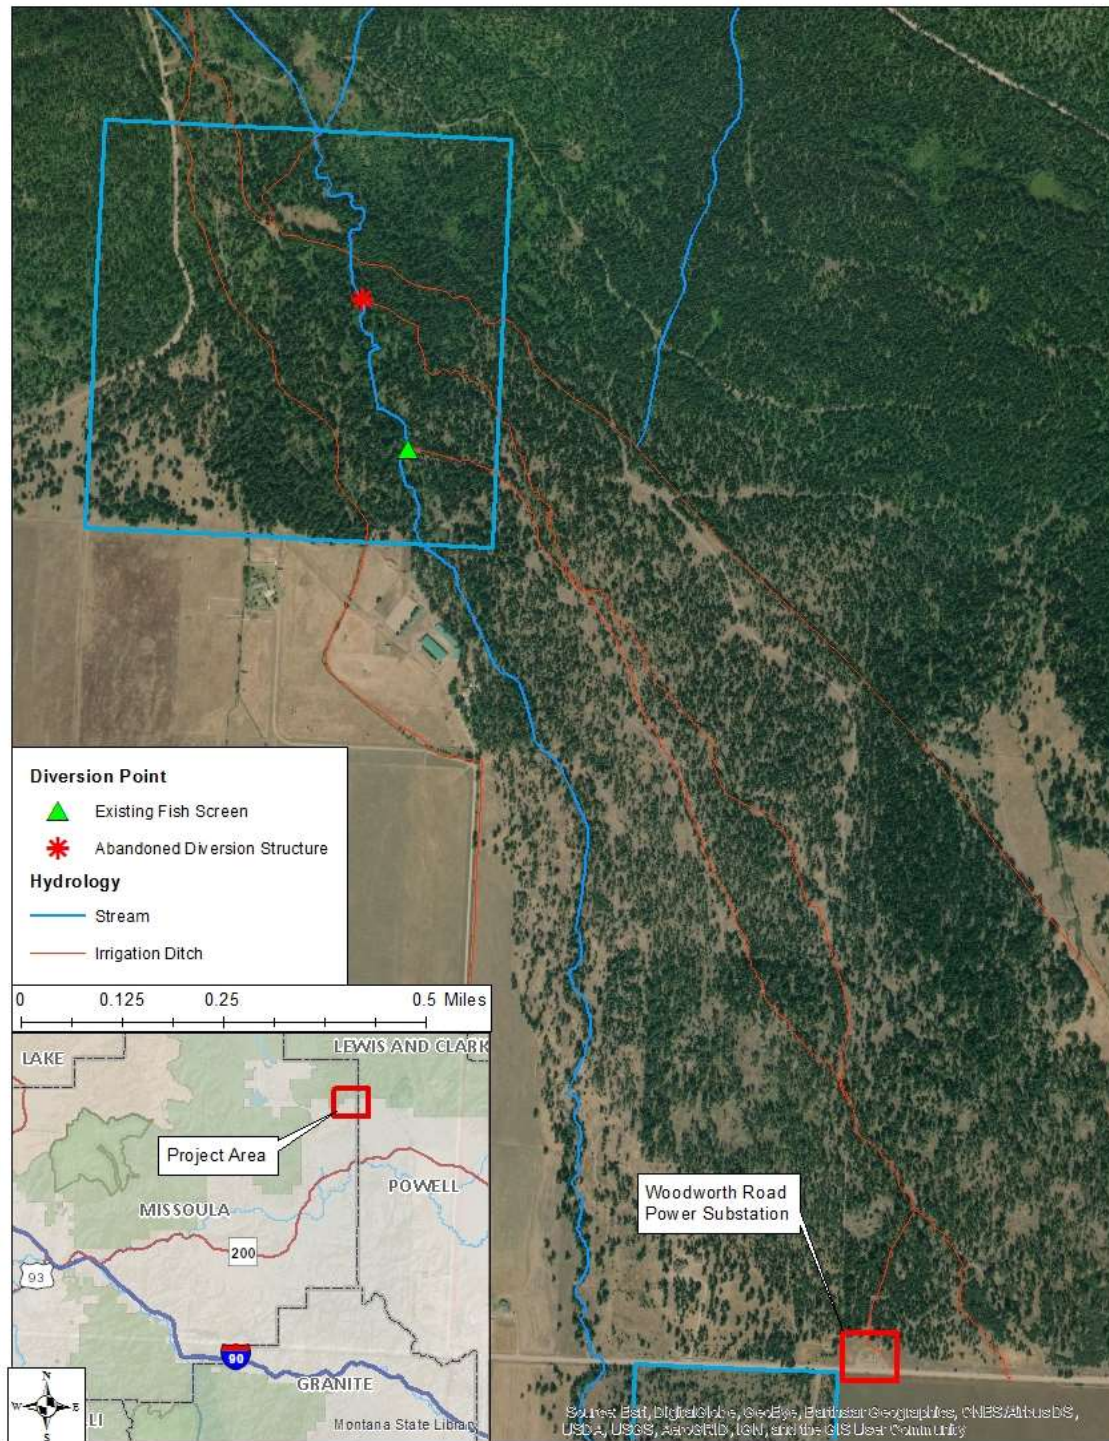 Diversion Point
Existing Fish Screen
Abandoned Diversion Structure
Hydrology
Stream
Irrigation Ditch
0 0.125 0.25 0.5 Miles
LAKE
LEWIS AND CLARK
Project Area
POWELL
MISSOULA
200
93
90
GRANITE
Montana State Library
N
W E
S
LI
Woodworth Road
Power Substation
Source: Esri, DigitalGlobe, GeoEye, Earthstar Geographics, CNES/Airbus DS,
USDA, USGS, AeroGRID, IGN, and the GIS User Community